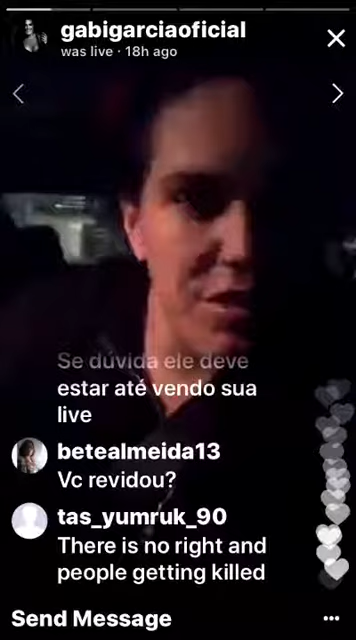 gabigarciaoficial
was live · 18h ago
Se dúvida ele deve
estar até vendo sua
live
betealmeida13
Vc revidou?
tas_yumruk_90
There is no right and
people getting killed
Send Message